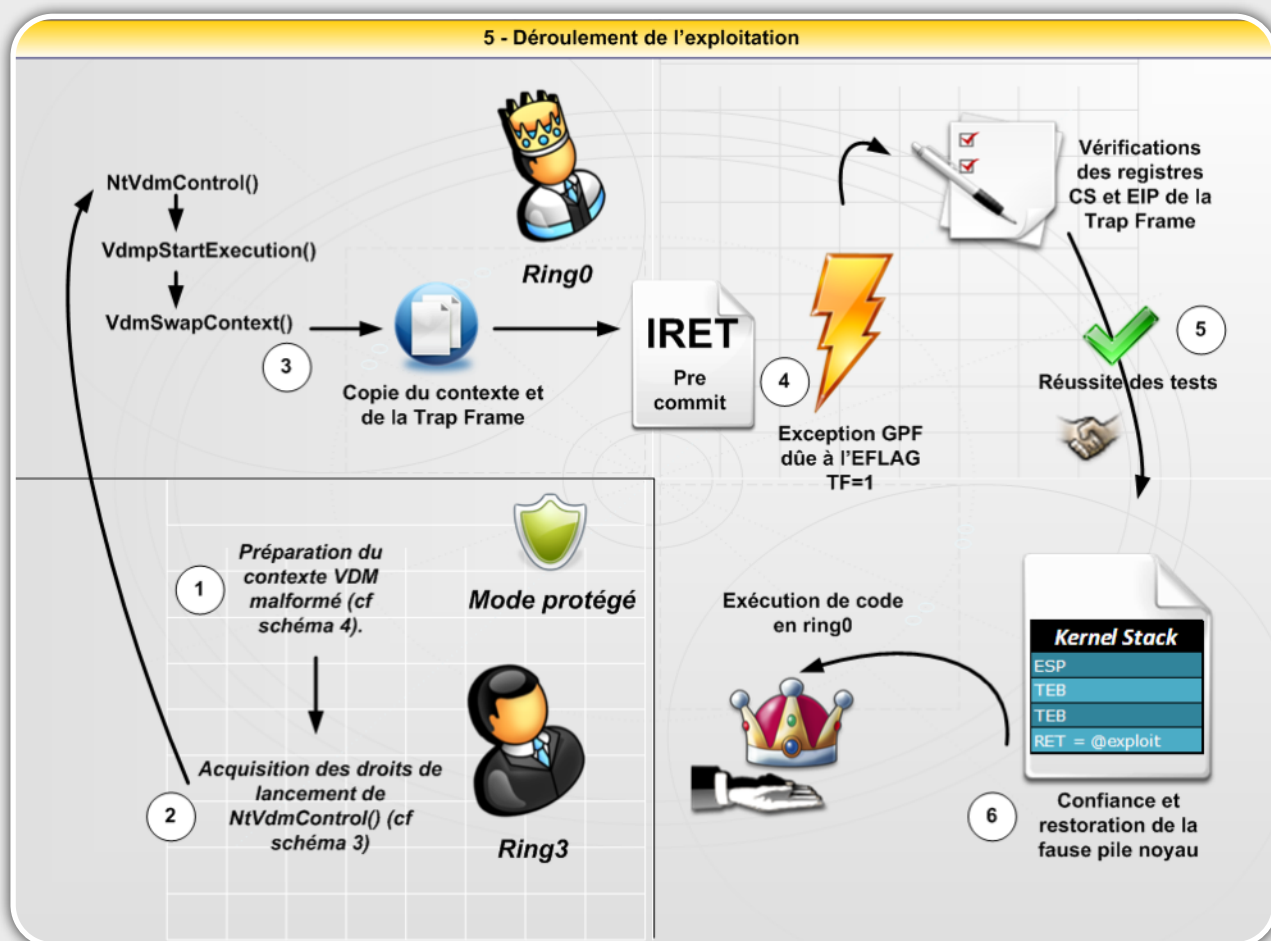 5 - Déroulement de l'exploitation
NtVdmControl()
VdmpStartExecution()
VdmSwapContext()
3
Copie du contexte et
de la Trap Frame
Ring0
IRET
Pre
commit
4
Exception GPF
dûe à l'EFLAG
TF=1
Vérifications
des registres
CS et EIP de la
Trap Frame
5
Réussite des tests
1
Préparation du
contexte VDM
malformé (cf
schéma 4).
Mode protégé
2
Acquisition des droits de
lancement de
NtVdmControl() (cf
schéma 3)
Ring3
Exécution de code
en ring0
Kernel Stack
ESP
TEB
TEB
RET = @exploit
6
Confiance et
restoration de la
fause pile noyau